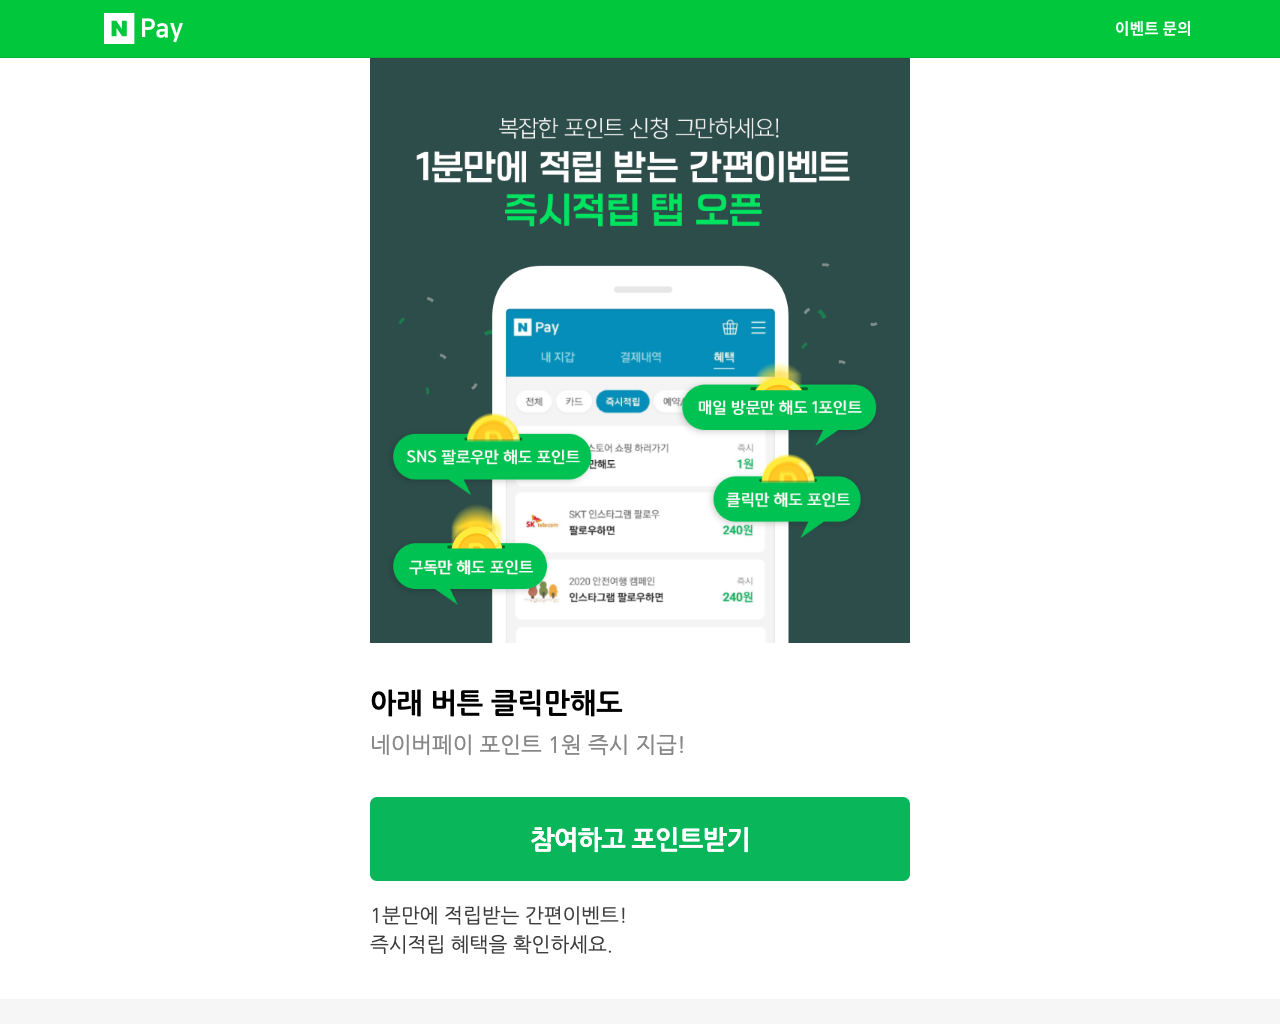 N Pay
이벤트 문의
복잡한 포인트 신청 그만하세요!
1분만에 적립 받는 간편이벤트
즉시적립 탭 오픈
N Pay
내 지갑 결제내역 혜택
전체 카드 즉시적립
매일 방문만 해도 1포인트
스토어 쇼핑 하러가기 즉시
만해도 1원
SNS 팔로우만 해도 포인트
클릭만 해도 포인트
SK telecom
SKT 인스타그램 팔로우
팔로우하면 240원
구독만 해도 포인트
2020 안전여행 캠페인 즉시
인스타그램 팔로우하면 240원
아래 버튼 클릭만해도
네이버페이 포인트 1원 즉시 지급!
참여하고 포인트받기
1분만에 적립받는 간편이벤트!
즉시적립 혜택을 확인하세요.